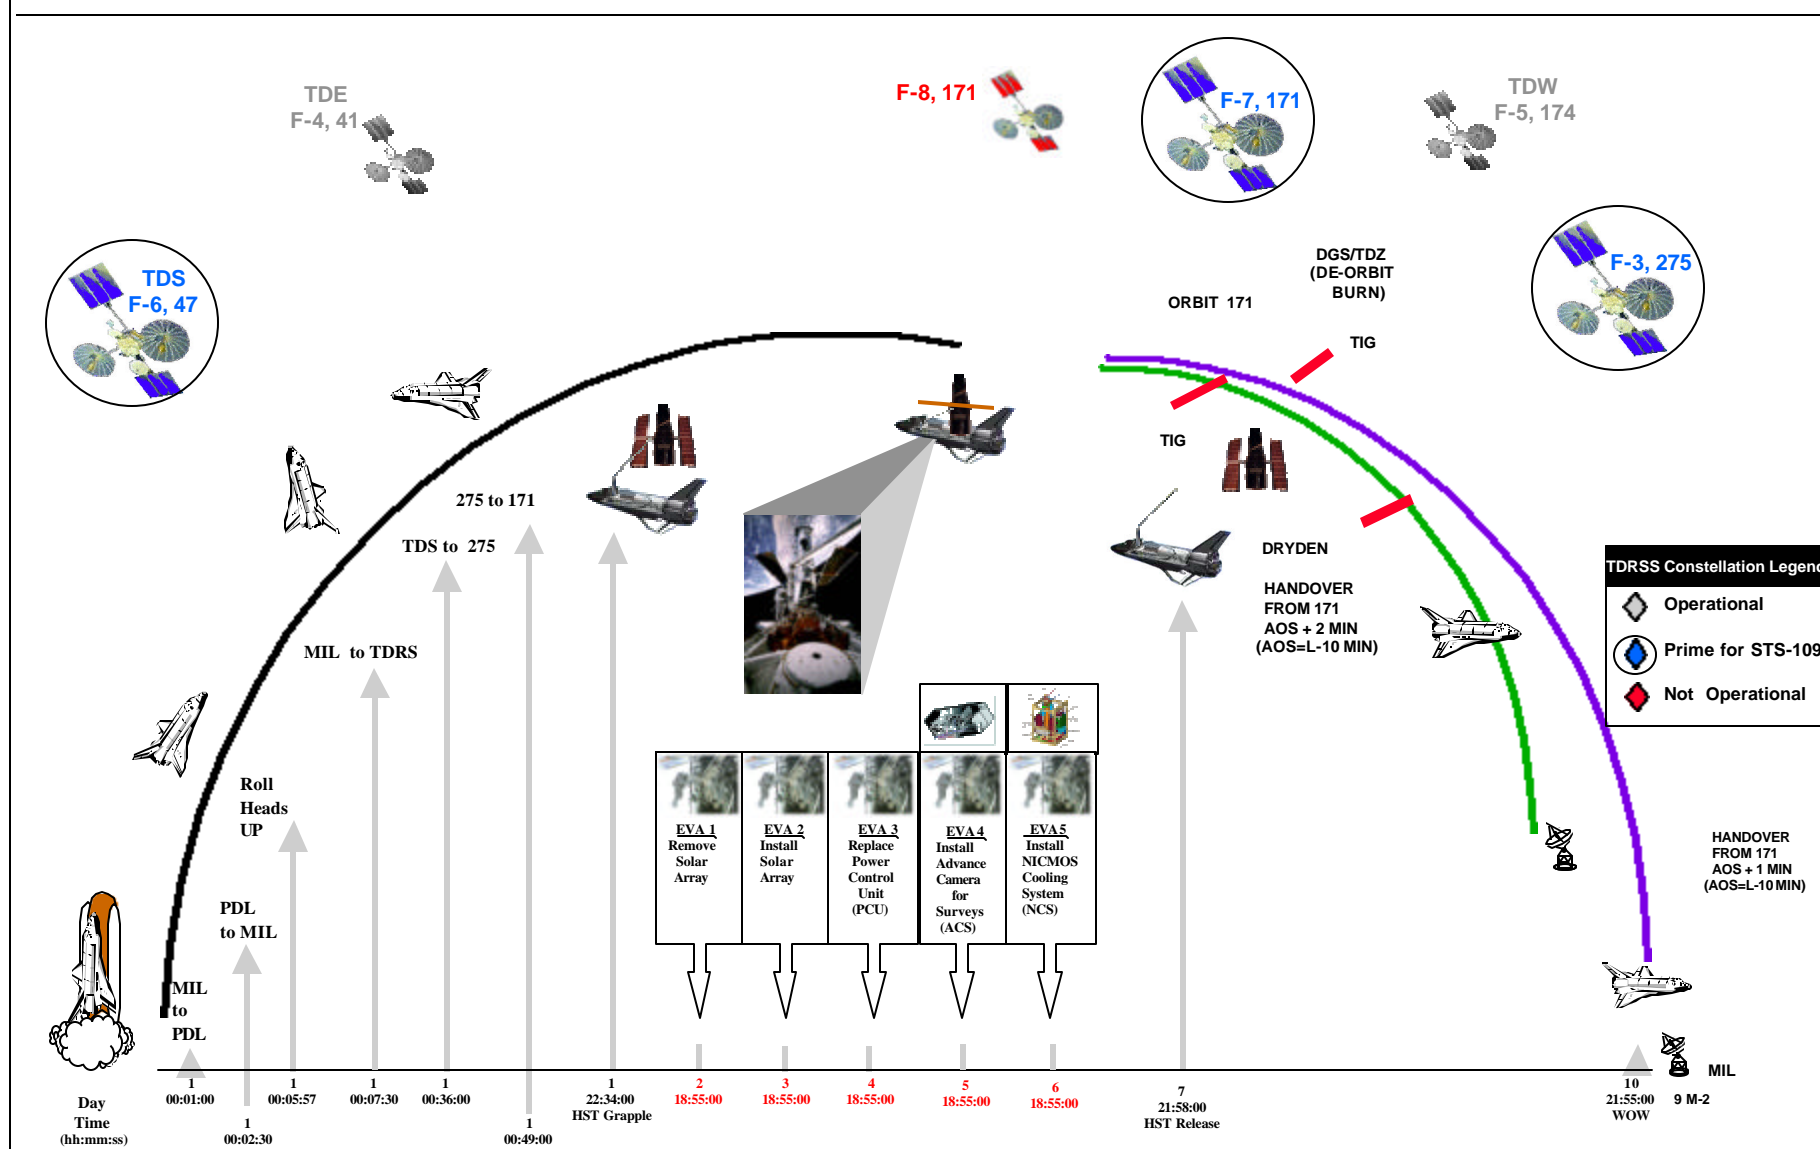 TDE
F-4, 41
F-8, 171
F-7, 171
TDW
F-5, 174
TDS
F-6, 47
F-3, 275
DGS/TDZ
(DE-ORBIT
BURN)
ORBIT 171
TIG
TIG
275 to 171
TDS to 275
MIL to TDRS
Roll
Heads
UP
PDL
to MIL
MIL
to
PDL
DRYDEN
HANDOVER
FROM 171
AOS + 2 MIN
(AOS=L-10 MIN)
TDRSS Constellation Legend
Operational
Prime for STS-109
Not Operational
EVA 1
Remove
Solar
Array
EVA 2
Install
Solar
Array
EVA 3
Replace
Power
Control
Unit
(PCU)
EVA 4
Install
Advance
Camera
for
Surveys
(ACS)
EVA5
Install
NICMOS
Cooling
System
(NCS)
HANDOVER
FROM 171
AOS + 1 MIN
(AOS=L-10 MIN)
MIL
9 M-2
Day
Time
(hh:mm:ss)
1
00:01:00
1
00:02:30
1
00:05:57
1
00:07:30
1
00:36:00
1
00:49:00
1
22:34:00
HST Grapple
2
18:55:00
3
18:55:00
4
18:55:00
5
18:55:00
6
18:55:00
7
21:58:00
HST Release
10
21:55:00
WOW